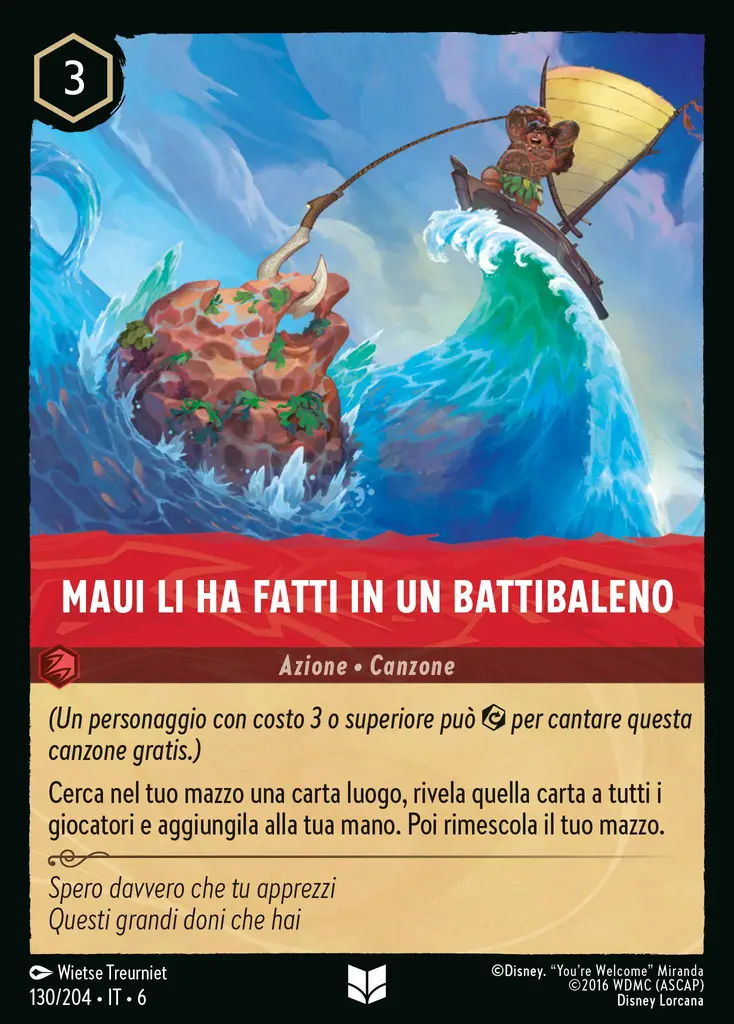 3
MAUI LI HA FATTI IN UN BATTIBALENO
Azione • Canzone
(Un personaggio con costo 3 o superiore può per cantare questa
canzone gratis.)
Cerca nel tuo mazzo una carta luogo, rivela quella carta a tutti i
giocatori e aggiungila alla tua mano. Poi rimescola il tuo mazzo.
Spero davvero che tu apprezzi
Questi grandi doni che hai
Wietse Treurniet
130/204 • IT • 6
©Disney. "You're Welcome" Miranda
©2016 WDMC (ASCAP)
Disney Lorcana